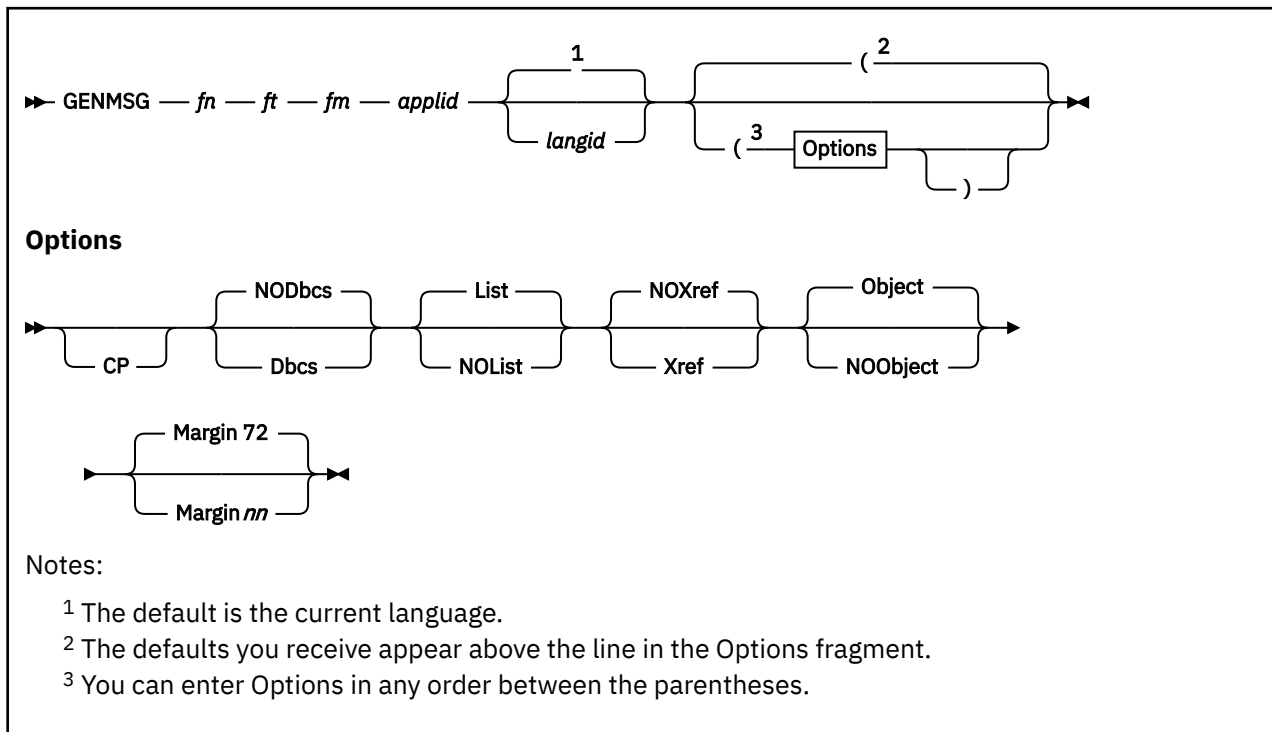 1 2
GENMSG fn ft fm applid (
langid ( 3 Options
)
Options
NODbcs List NOXref Object
CP Dbcs NOList Xref NOObject
Margin 72
Margin nn
Notes:
1 The default is the current language.
2 The defaults you receive appear above the line in the Options fragment.
3 You can enter Options in any order between the parentheses.